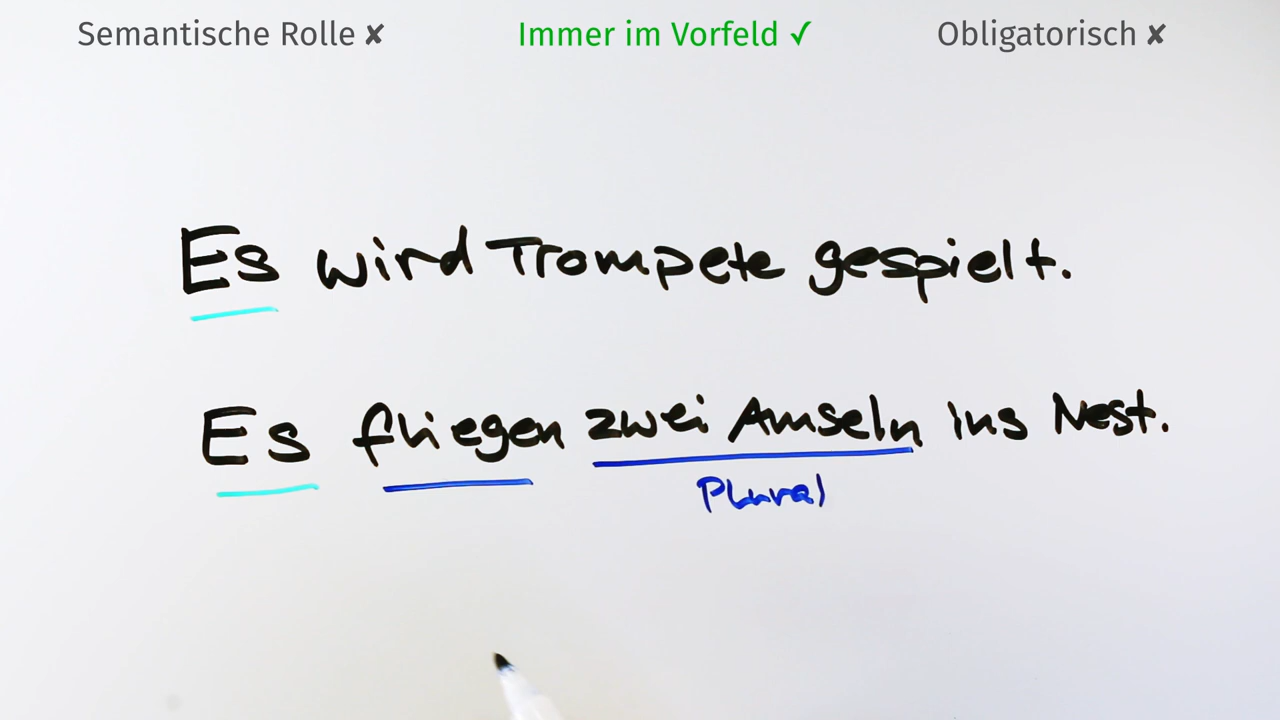 Semantische Rolle ✘ Immer im Vorfeld ✓ Obligatorisch ✘
Es wird Trompete gespielt.
Es fliegen zwei Amseln ins Nest.
Plural